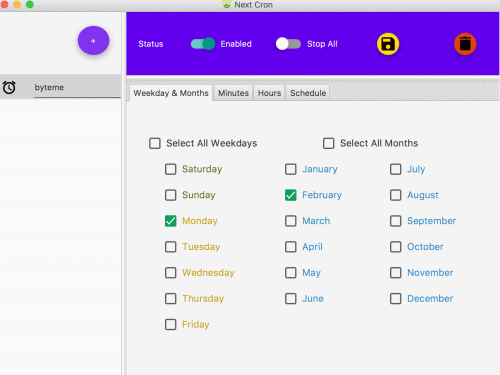 Next Cron
+
Status Enabled Stop All
byteme
Weekday & Months Minutes Hours Schedule
Select All Weekdays Select All Months
Saturday January July
Sunday February August
Monday March September
Tuesday April October
Wednesday May November
Thursday June December
Friday